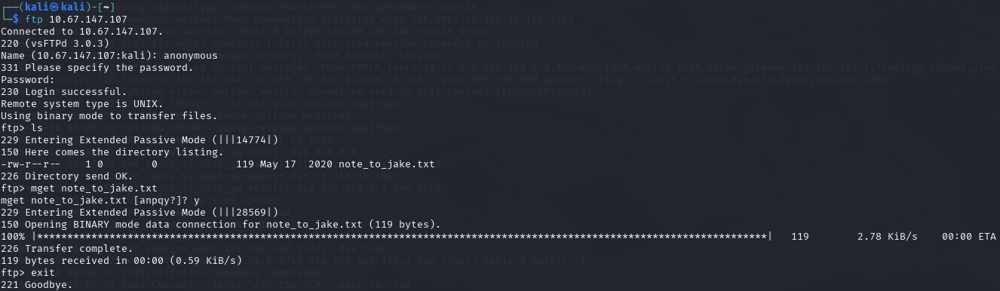 ┌──(kali㉿kali)-[~]
└─$ ftp 10.67.147.107
Connected to 10.67.147.107.
220 (vsFTPd 3.0.3)
Name (10.67.147.107:kali): anonymous
331 Please specify the password.
Password:
230 Login successful.
Remote system type is UNIX.
Using binary mode to transfer files.
ftp> ls
229 Entering Extended Passive Mode (|||14774|)
150 Here comes the directory listing.
-rw-r--r--    1 0        0             119 May 17  2020 note_to_jake.txt
226 Directory send OK.
ftp> mget note_to_jake.txt
mget note_to_jake.txt [anpqy?]? y
229 Entering Extended Passive Mode (|||28569|)
150 Opening BINARY mode data connection for note_to_jake.txt (119 bytes).
100% |*************************************************************************************************************************|   119        2.78 KiB/s    00:00 ETA
226 Transfer complete.
119 bytes received in 00:00 (0.59 KiB/s)
ftp> exit
221 Goodbye.